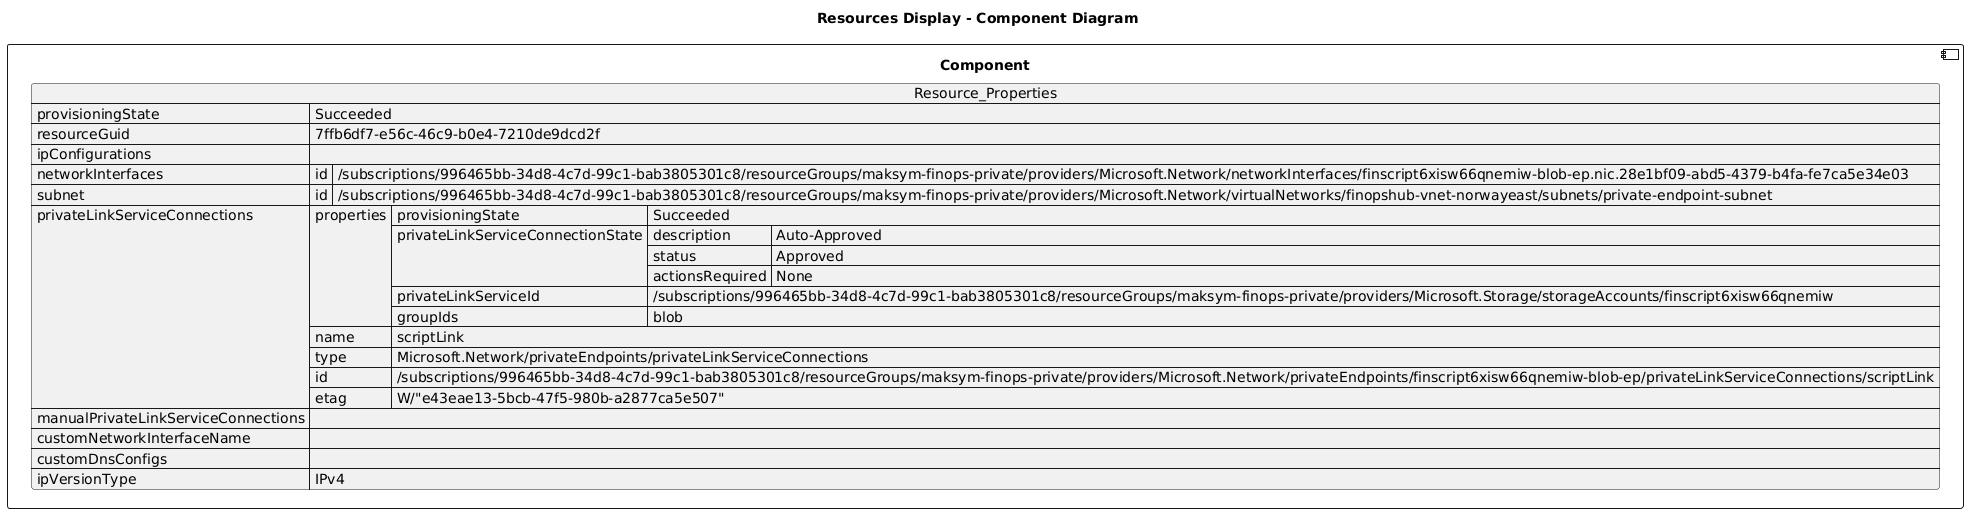 Resources Display - Component Diagram
Component
Resource_Properties
provisioningState Succeeded
resourceGuid 7ffb6df7-e56c-46c9-b0e4-7210de9dcd2f
ipConfigurations
networkInterfaces id /subscriptions/996465bb-34d8-4c7d-99c1-bab3805301c8/resourceGroups/maksym-finops-private/providers/Microsoft.Network/networkInterfaces/finscript6xisw66qnemiw-blob-ep.nic.28e1bf09-abd5-4379-b4fa-fe7ca5e34e03
subnet id /subscriptions/996465bb-34d8-4c7d-99c1-bab3805301c8/resourceGroups/maksym-finops-private/providers/Microsoft.Network/virtualNetworks/finopshub-vnet-norwayeast/subnets/private-endpoint-subnet
privateLinkServiceConnections properties provisioningState Succeeded
privateLinkServiceConnectionState description Auto-Approved
status Approved
actionsRequired None
privateLinkServiceId /subscriptions/996465bb-34d8-4c7d-99c1-bab3805301c8/resourceGroups/maksym-finops-private/providers/Microsoft.Storage/storageAccounts/finscript6xisw66qnemiw
groupIds blob
name scriptLink
type Microsoft.Network/privateEndpoints/privateLinkServiceConnections
id /subscriptions/996465bb-34d8-4c7d-99c1-bab3805301c8/resourceGroups/maksym-finops-private/providers/Microsoft.Network/privateEndpoints/finscript6xisw66qnemiw-blob-ep/privateLinkServiceConnections/scriptLink
etag W/"e43eae13-5bcb-47f5-980b-a2877ca5e507"
manualPrivateLinkServiceConnections
customNetworkInterfaceName
customDnsConfigs
ipVersionType IPv4